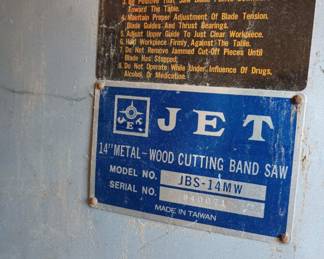 Toward The Table.
4. Maintain Proper Adjustment Of Blade Tension,
Blade Guides And Thrust Bearings.
5. Adjust Upper Guide To Just Clear Workpiece.
6. Hold Workpiece Firmly Against The Table.
7. Do Not Remove Jammed Cut-Off Pieces Until
Blade Has Stopped.
8. Do Not Operate While Under Influence Of Drugs,
Alcohol, Or Medication.
JET
JET
14" METAL-WOOD CUTTING BAND SAW
MODEL NO. JBS-14MW
SERIAL NO.
MADE IN TAIWAN